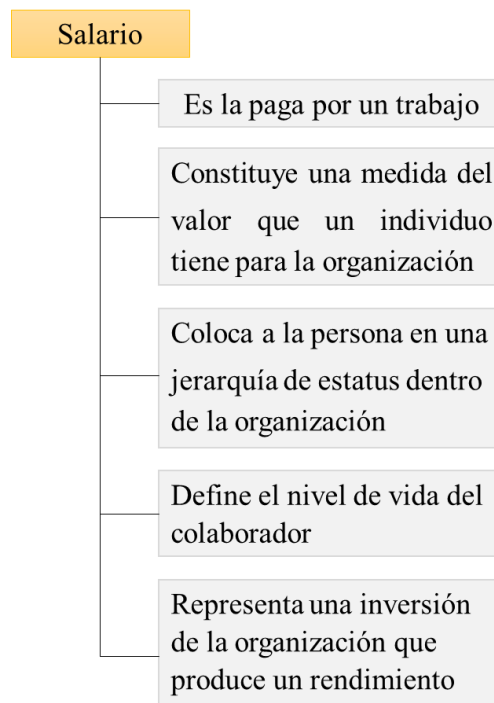 Salario
Es la paga por un trabajo
Constituye una medida del
valor que un individuo
tiene para la organización
Coloca a la persona en una
jerarquía de estatus dentro
de la organización
Define el nivel de vida del
colaborador
Representa una inversión
de la organización que
produce un rendimiento